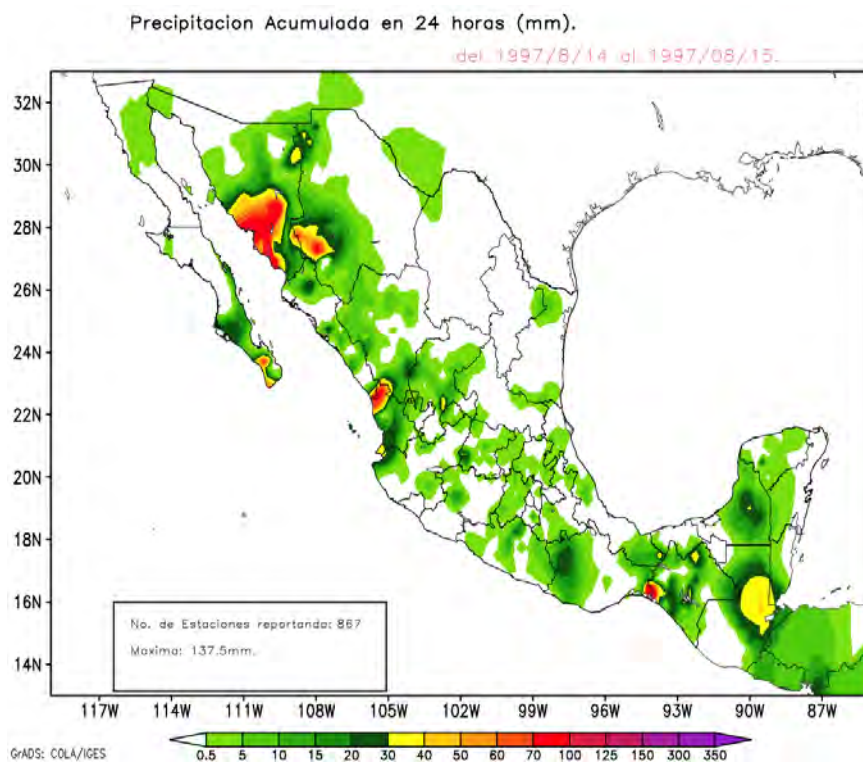 Precipitacion Acumulada en 24 horas (mm).
del 1997/8/14 al 1997/08/15.
32N
30N
28N
26N
24N
22N
20N
18N
16N
14N
No. de Estaciones reportando: 867
Maxima: 137.5mm.
117W 114W 111W 108W 105W 102W 99W 96W 93W 90W 87W
GrADS: COLA/IGES
0.5 5 10 15 20 30 40 50 60 70 100 125 150 300 350